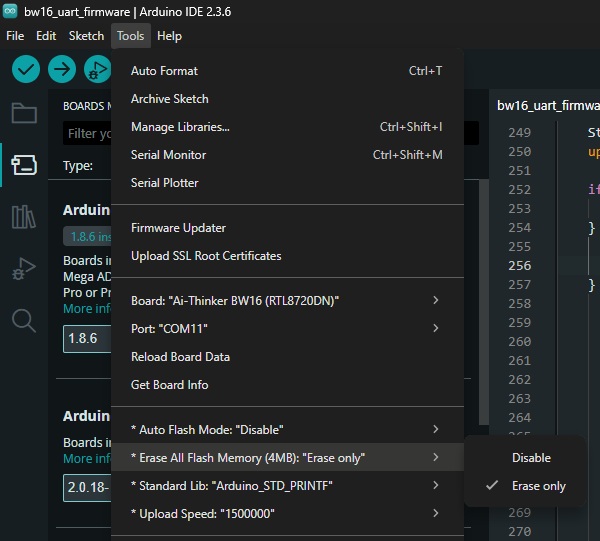 bw16_uart_firmware | Arduino IDE 2.3.6
File Edit Sketch Tools Help
Auto Format Ctrl+T
Archive Sketch
Manage Libraries... Ctrl+Shift+I
Serial Monitor Ctrl+Shift+M
Serial Plotter
Firmware Updater
Upload SSL Root Certificates
Board: "Ai-Thinker BW16 (RTL8720DN)"
Port: "COM11"
Reload Board Data
Get Board Info
* Auto Flash Mode: "Disable"
* Erase All Flash Memory (4MB): "Erase only"
* Standard Lib: "Arduino_STD_PRINTF"
* Upload Speed: "1500000"
Disable
Erase only
BOARDS M
Filter yo
Type:
Arduin
1.8.6 ins
Boards i
Mega AD
Pro or Pr
More info
1.8.6
Arduin
Boards i
More info
2.0.18-
bw16_uart_firmwa
249 St
250 up
251
252 if
253
254 }
255
256
257 }
258
259
260
261
262
263
264
269
270